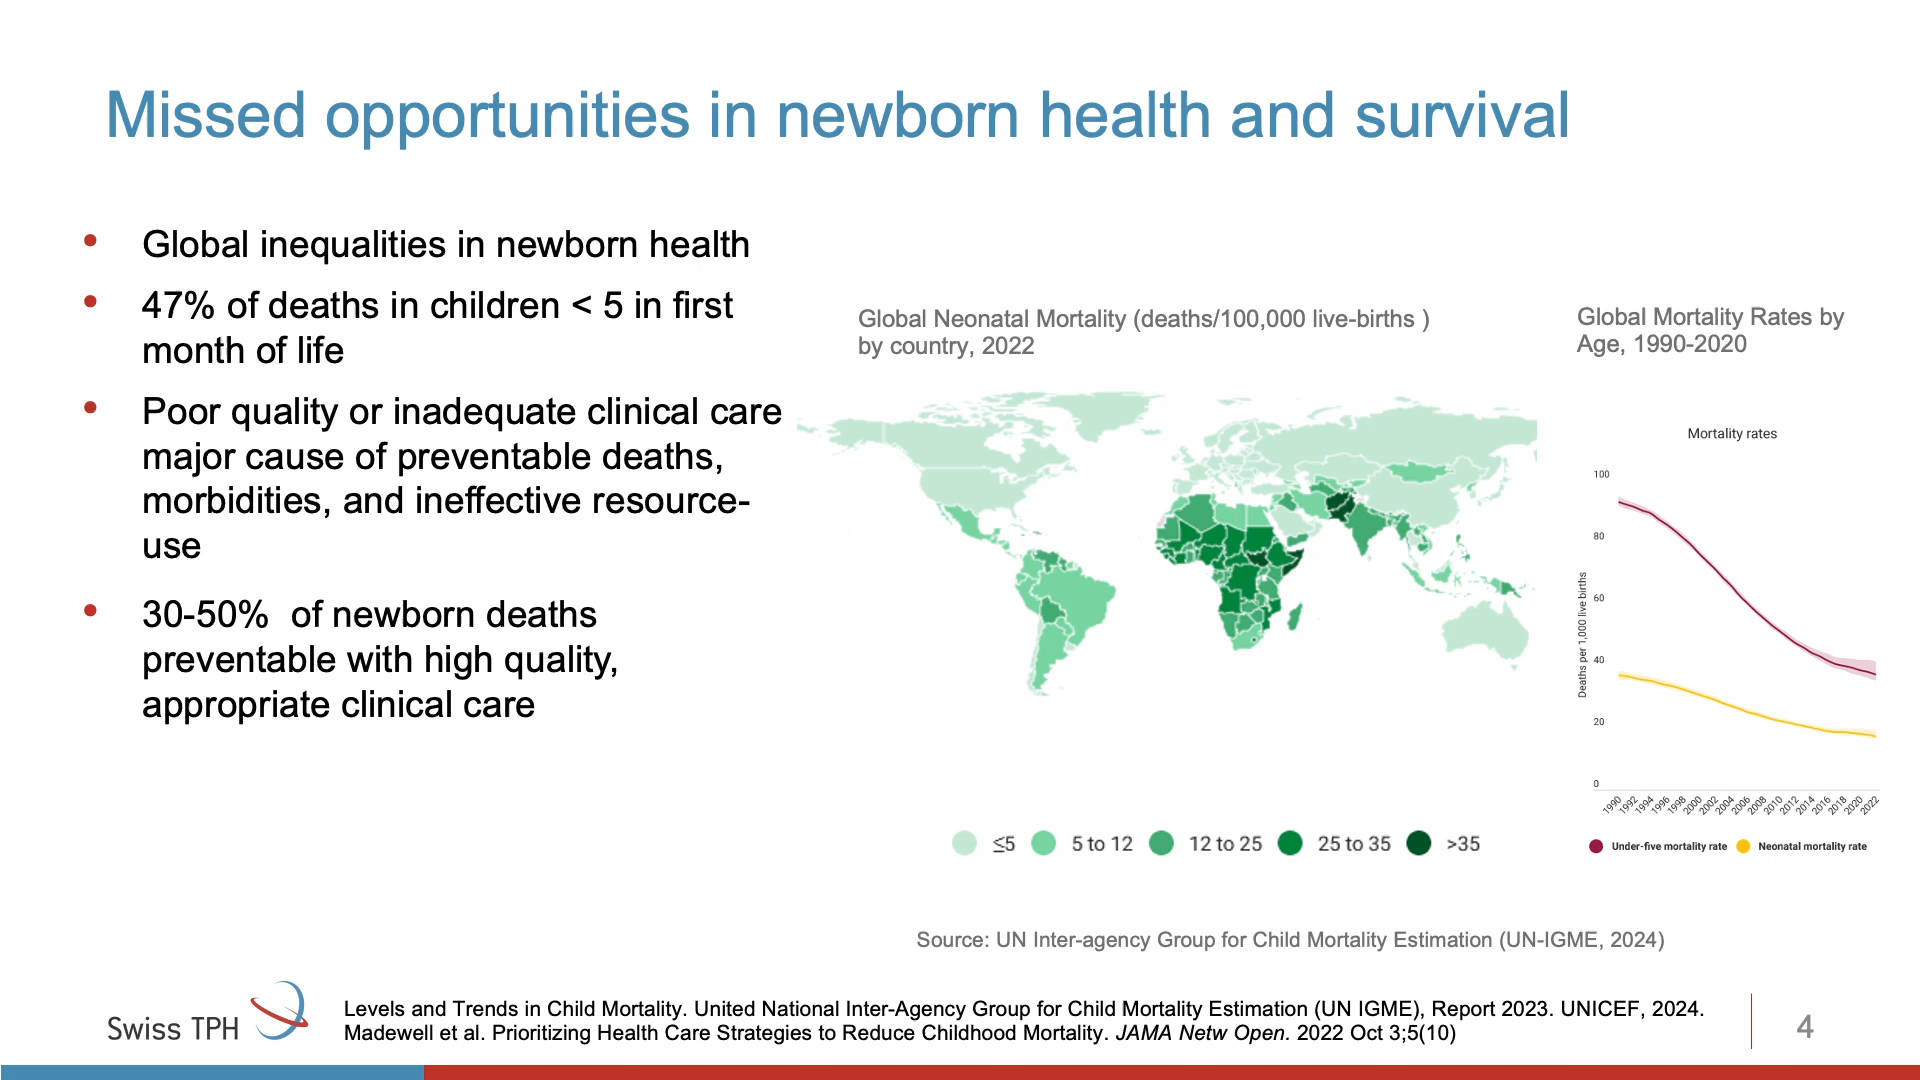 Missed opportunities in newborn health and survival
• Global inequalities in newborn health
• 47% of deaths in children < 5 in first
month of life
• Poor quality or inadequate clinical care
major cause of preventable deaths,
morbidities, and ineffective resource-
use
• 30-50%  of newborn deaths
preventable with high quality,
appropriate clinical care
Global Neonatal Mortality (deaths/100,000 live-births )
by country, 2022
≤5
5 to 12
12 to 25
25 to 35
>35
Global Mortality Rates by
Age, 1990-2020
Mortality rates
Deaths per 1,000 live births
100
80
60
40
20
0
1990
1992
1994
1996
1998
2000
2002
2004
2006
2008
2010
2012
2014
2016
2018
2020
2022
Under-five mortality rate
Neonatal mortality rate
Source: UN Inter-agency Group for Child Mortality Estimation (UN-IGME, 2024)
Swiss TPH
Levels and Trends in Child Mortality. United National Inter-Agency Group for Child Mortality Estimation (UN IGME), Report 2023. UNICEF, 2024.
Madewell et al. Prioritizing Health Care Strategies to Reduce Childhood Mortality. JAMA Netw Open. 2022 Oct 3;5(10)
4